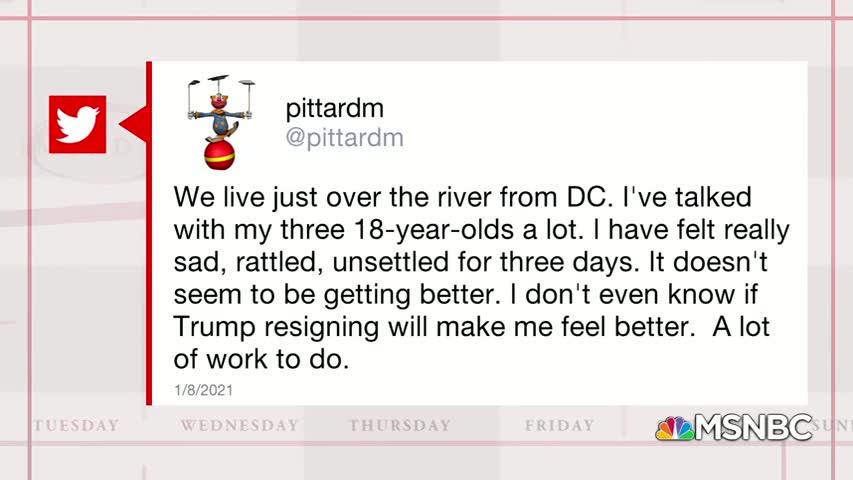 pittardm
@pittardm
We live just over the river from DC. I've talked
with my three 18-year-olds a lot. I have felt really
sad, rattled, unsettled for three days. It doesn't
seem to be getting better. I don't even know if
Trump resigning will make me feel better.  A lot
of work to do.
1/8/2021
TUESDAY WEDNESDAY THURSDAY FRIDAY
MSNBC